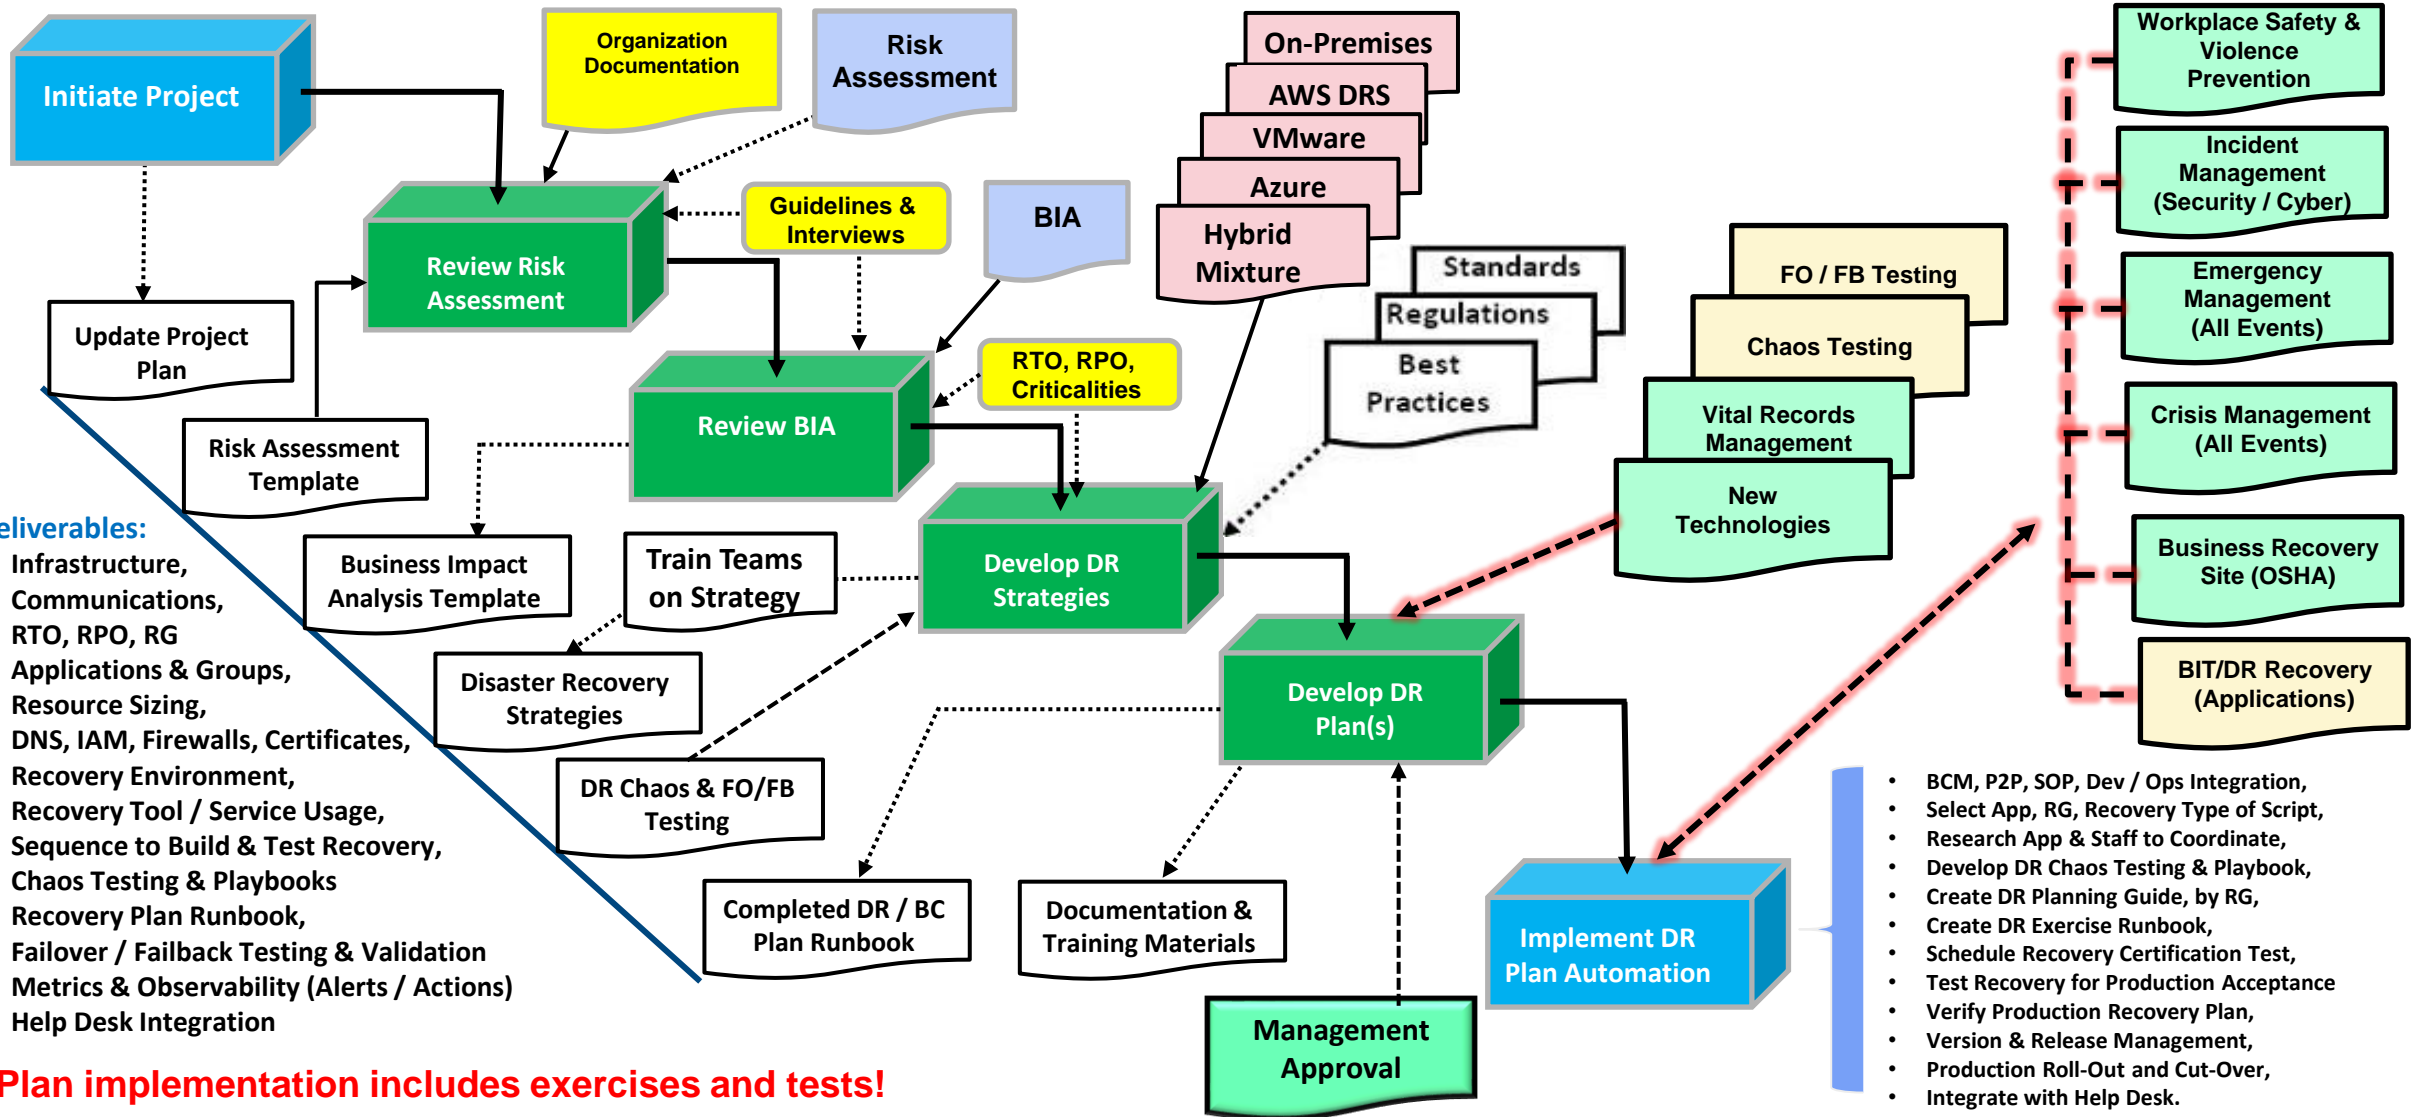 Initiate Project
Organization
Documentation
Risk
Assessment
On-Premises
AWS DRS
VMware
Azure
Hybrid
Mixture
Workplace Safety &
Violence
Prevention
Incident
Management
(Security / Cyber)
Emergency
Management
(All Events)
Crisis Management
(All Events)
Business Recovery
Site (OSHA)
BIT/DR Recovery
(Applications)
Guidelines &
Interviews
BIA
Review Risk
Assessment
Standards
Regulations
Best
Practices
FO / FB Testing
Chaos Testing
Vital Records
Management
New
Technologies
Update Project
Plan
RTO, RPO,
Criticalities
Review BIA
Risk Assessment
Template
Business Impact
Analysis Template
Train Teams
on Strategy
Develop DR
Strategies
Disaster Recovery
Strategies
Develop DR
Plan(s)
DR Chaos & FO/FB
Testing
Completed DR / BC
Plan Runbook
Documentation &
Training Materials
Implement DR
Plan Automation
Management
Approval
eliverables:
Infrastructure,
Communications,
RTO, RPO, RG
Applications & Groups,
Resource Sizing,
DNS, IAM, Firewalls, Certificates,
Recovery Environment,
Recovery Tool / Service Usage,
Sequence to Build & Test Recovery,
Chaos Testing & Playbooks
Recovery Plan Runbook,
Failover / Failback Testing & Validation
Metrics & Observability (Alerts / Actions)
Help Desk Integration
Plan implementation includes exercises and tests!
• BCM, P2P, SOP, Dev / Ops Integration,
• Select App, RG, Recovery Type of Script,
• Research App & Staff to Coordinate,
• Develop DR Chaos Testing & Playbook,
• Create DR Planning Guide, by RG,
• Create DR Exercise Runbook,
• Schedule Recovery Certification Test,
• Test Recovery for Production Acceptance
• Verify Production Recovery Plan,
• Version & Release Management,
• Production Roll-Out and Cut-Over,
• Integrate with Help Desk.